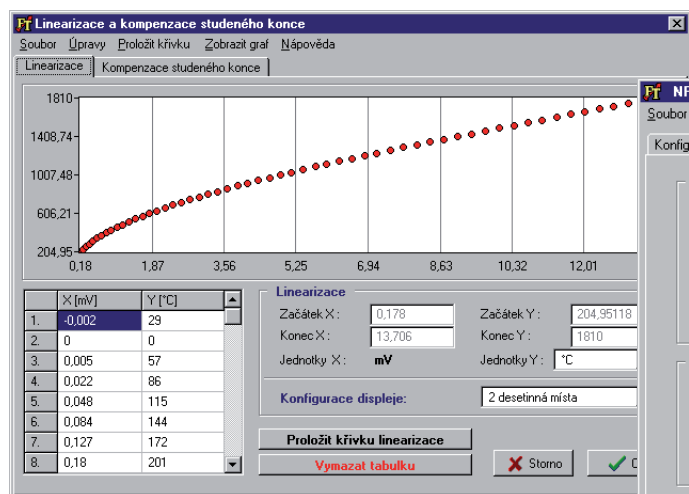 Linearizace a kompenzace studeného konce
Soubor Úpravy Proložit křivku Zobrazit graf Nápověda
Linearizace Kompenzace studeného konce
1810
1408,74
1007,48
606,21
204,95
0,18 1,87 3,56 5,25 6,94 8,63 10,32 12,01
X [mV] Y [°C]
1. -0,002 29
2. 0 0
3. 0,005 57
4. 0,022 86
5. 0,048 115
6. 0,084 144
7. 0,127 172
8. 0,18 201
Linearizace
Začátek X : 0,178 Začátek Y : 204,95118
Konec X : 13,706 Konec Y : 1810
Jednotky X : mV Jednotky Y : °C
Konfigurace displeje: 2 desetinná místa
Proložit křivku linearizace
Vymazat tabulku
Storno
Soubor
Konfig